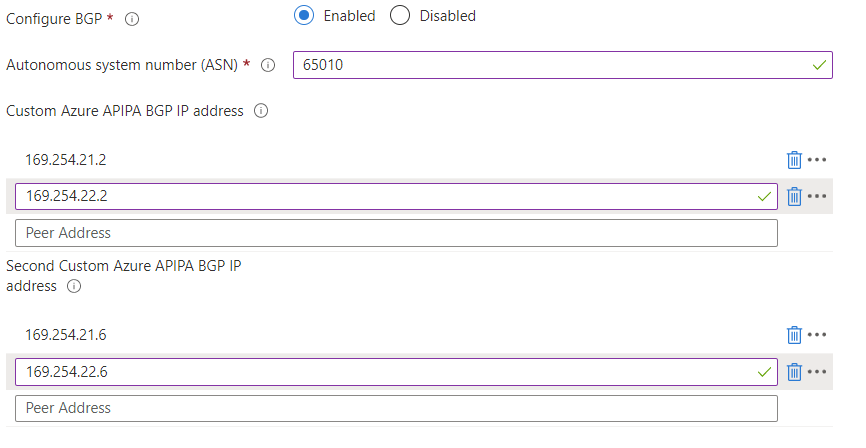 Configure BGP * Enabled Disabled
Autonomous system number (ASN) * 65010
Custom Azure APIPA BGP IP address
169.254.21.2
169.254.22.2
Peer Address
Second Custom Azure APIPA BGP IP
address
169.254.21.6
169.254.22.6
Peer Address